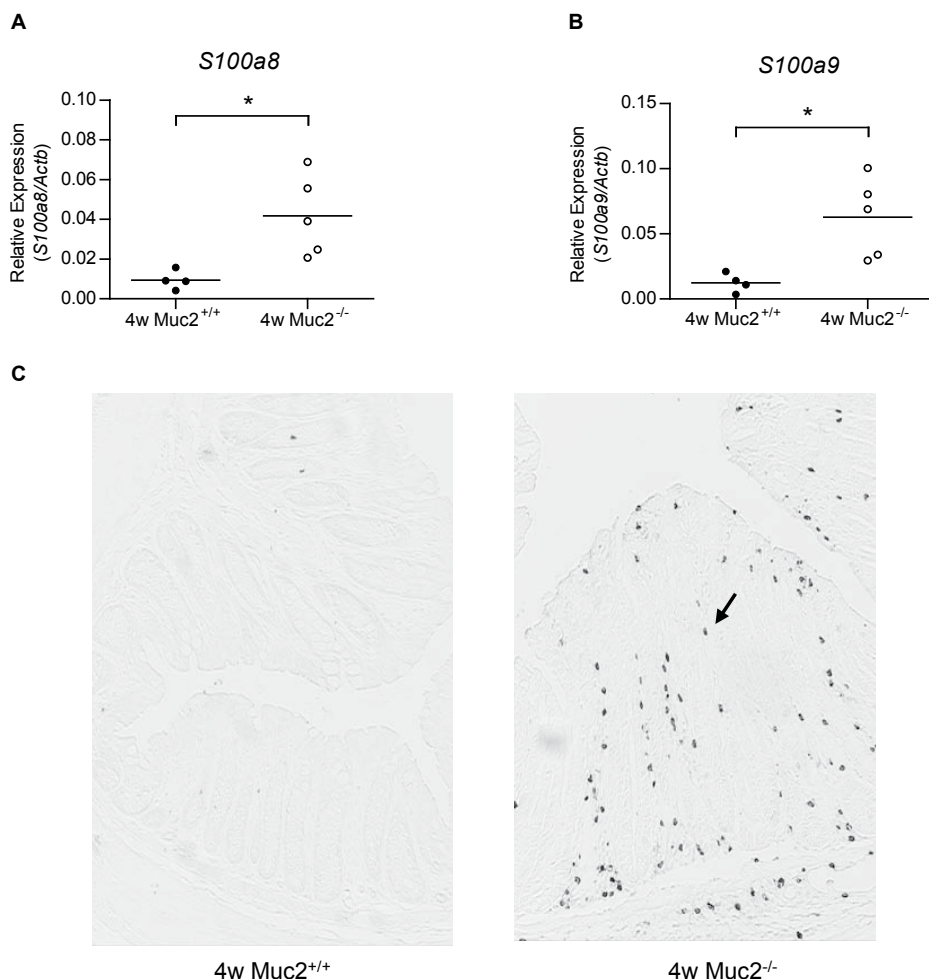 A
S100a8
Relative Expression
(S100a8/Actb)
0.10
0.08
0.06
0.04
0.02
0.00
*
4w Muc2+/+
4w Muc2-/-
B
S100a9
Relative Expression
(S100a9/Actb)
0.15
0.10
0.05
0.00
*
4w Muc2+/+
4w Muc2-/-
C
4w Muc2+/+
4w Muc2-/-